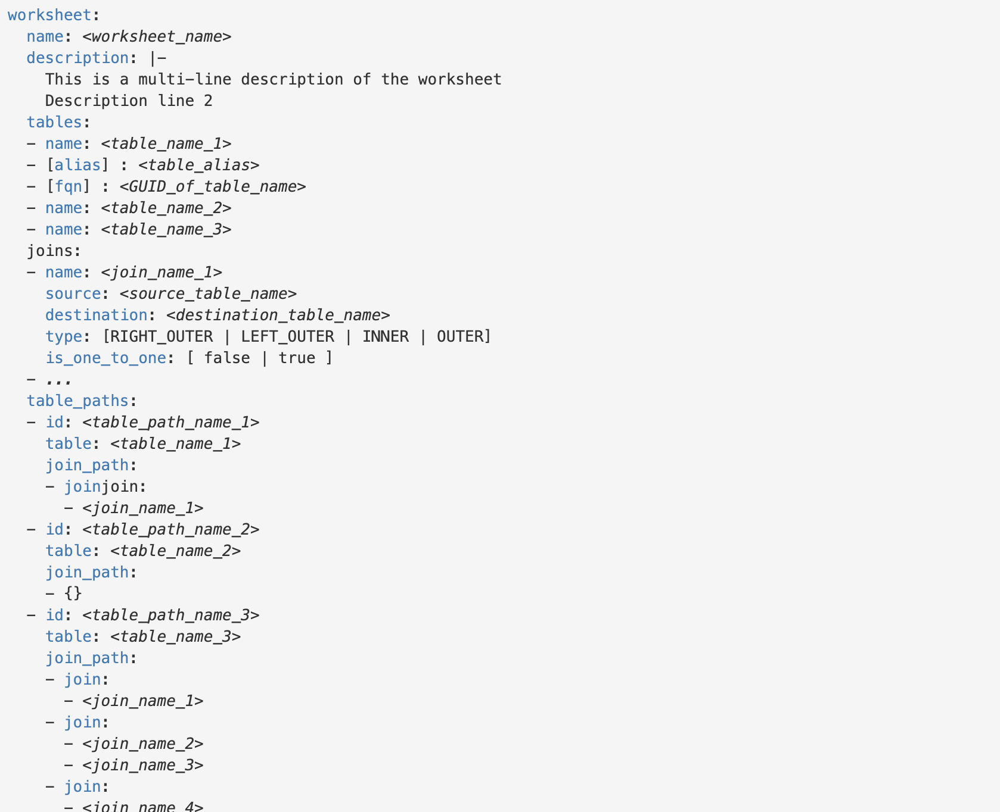 worksheet:
  name: <worksheet_name>
  description: |-
    This is a multi-line description of the worksheet
    Description line 2
  tables:
  - name: <table_name_1>
  - [alias] : <table_alias>
  - [fqn] : <GUID_of_table_name>
  - name: <table_name_2>
  - name: <table_name_3>
  joins:
  - name: <join_name_1>
    source: <source_table_name>
    destination: <destination_table_name>
    type: [RIGHT_OUTER | LEFT_OUTER | INNER | OUTER]
    is_one_to_one: [ false | true ]
  - ...
  table_paths:
  - id: <table_path_name_1>
    table: <table_name_1>
    join_path:
    - joinjoin:
      - <join_name_1>
  - id: <table_path_name_2>
    table: <table_name_2>
    join_path:
    - {}
  - id: <table_path_name_3>
    table: <table_name_3>
    join_path:
    - join:
      - <join_name_1>
    - join:
      - <join_name_2>
      - <join_name_3>
    - join:
      - <join_name_4>